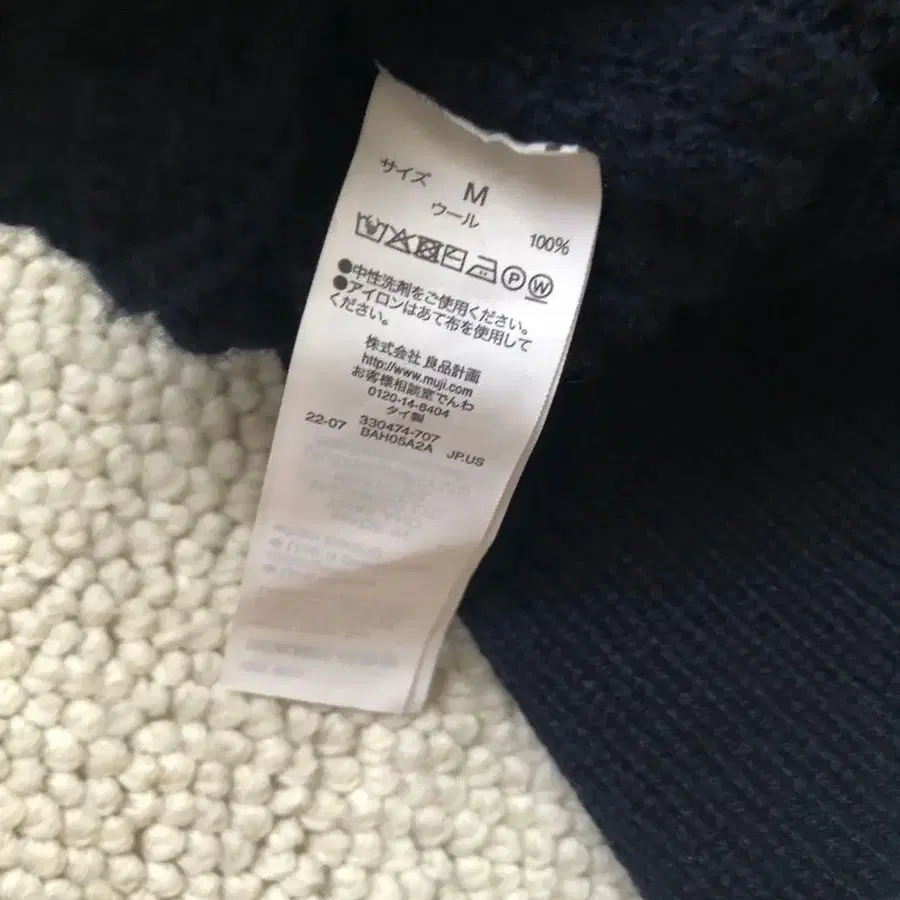 サイズ M
ウール 100%
P W
●中性洗剤をご使用ください。
●アイロンはあて布を使用して
ください。
株式会社 良品計画
http://www.muji.com
お客様相談室でんわ
0120-14-6404
タイ製
22-07 330474-707
BAH05A2A JP,US